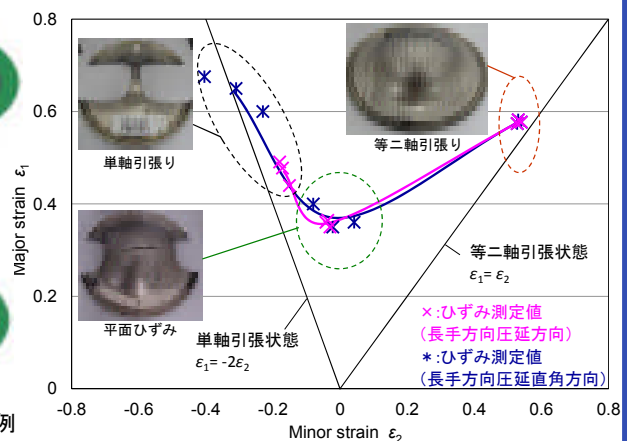 0.8
0.6
0.4
0.2
0
-0.8
-0.6
-0.4
-0.2
0
0.2
0.4
0.6
0.8
Major strain ε₁
Minor strain ε₂
単軸引張り
等二軸引張り
平面ひずみ
等二軸引張状態
ε₁= ε₂
単軸引張状態
ε₁= -2ε₂
×:ひずみ測定値
(長手方向圧延方向)
*:ひずみ測定値
(長手方向圧延直角方向)
例